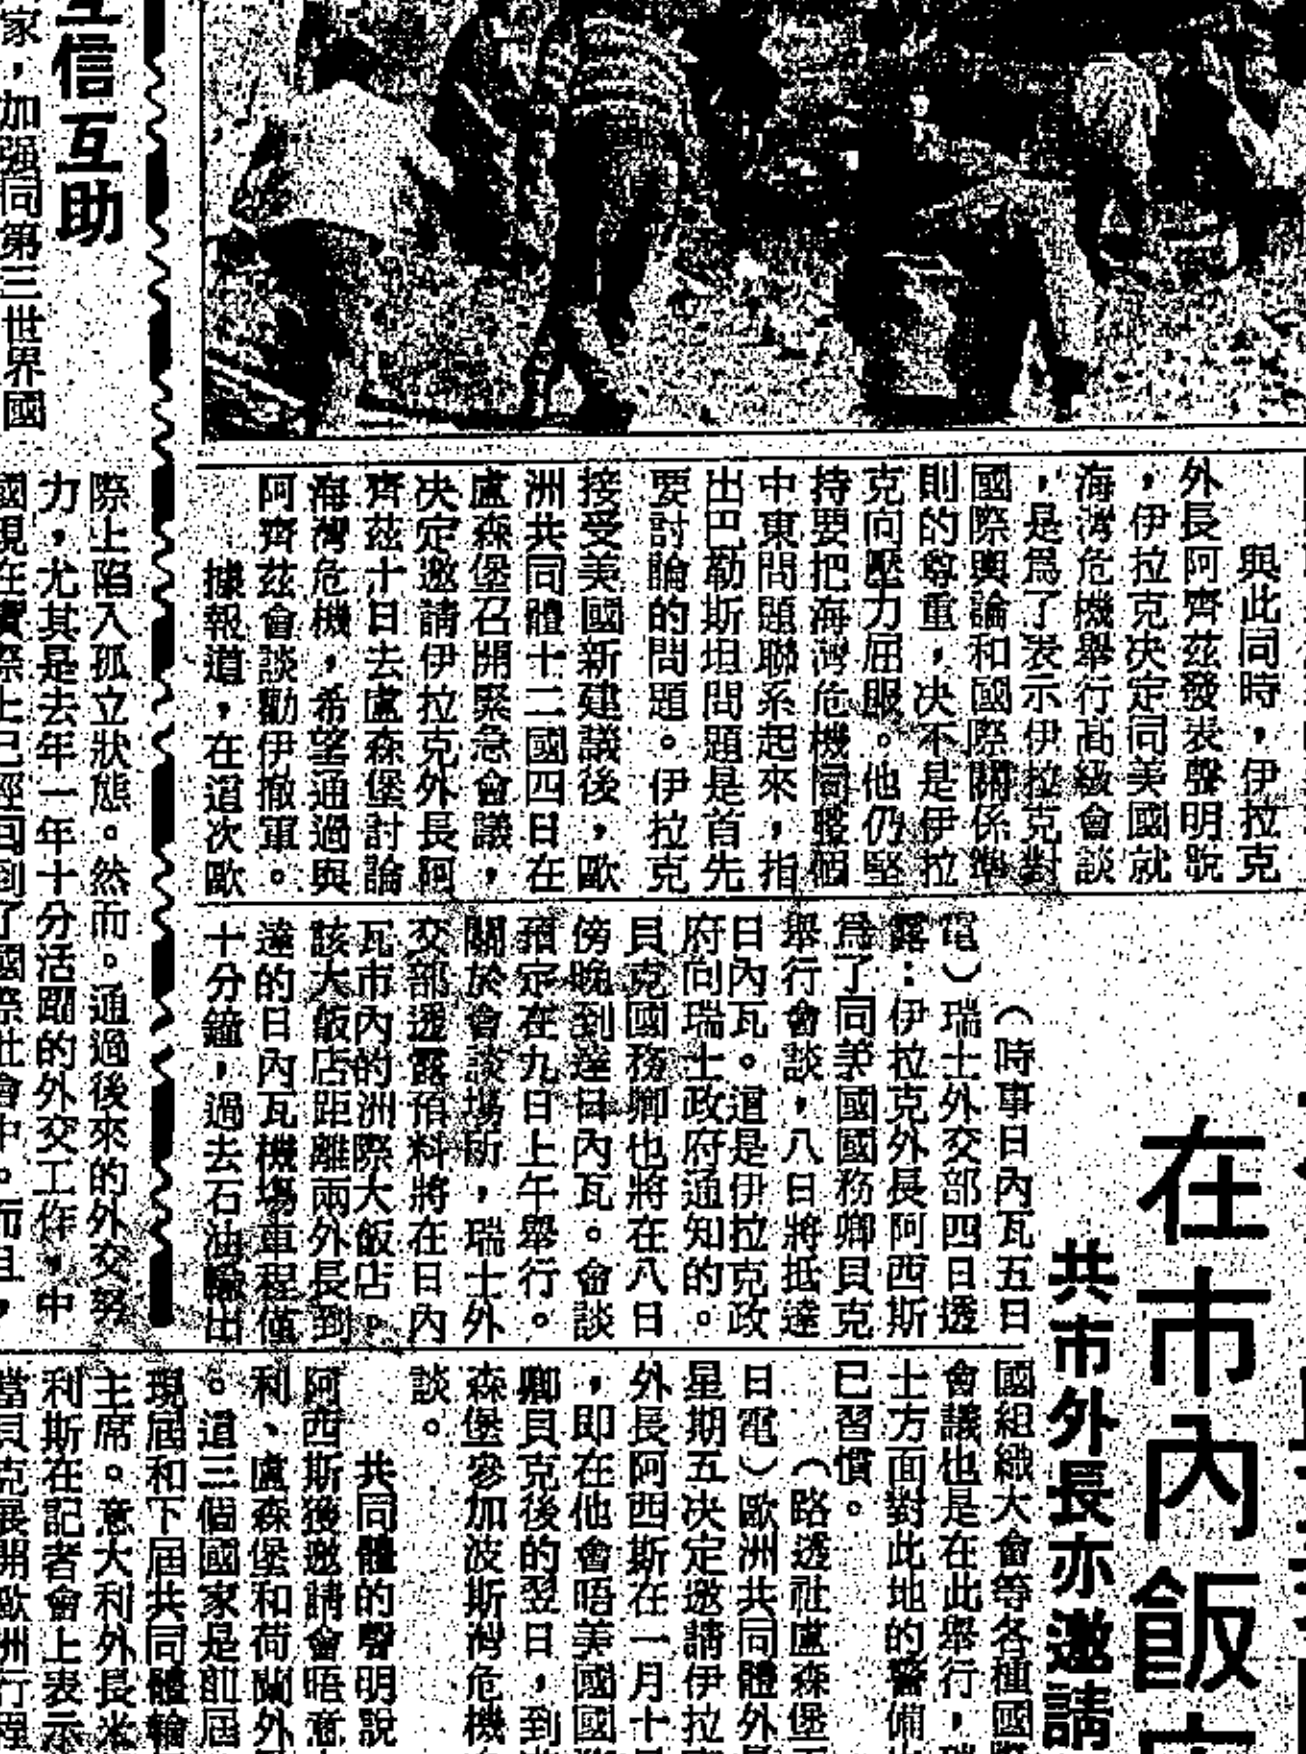 與此同時，伊拉克
外長阿齊茲發表聲明說
，伊拉克決定同美國就
海灣危機舉行高級會談
，是爲了表示伊拉克對
國際輿論和國際關係準
則的尊重，决不是伊拉
克向壓力屈服。他仍堅
持要把海灣危機同整個
中東問題聯系起來，指
出巴勒斯坦問題是首先
要討論的問題。伊拉克
接受美國新建議後，歐
洲共同體十二國四日在
盧森堡召開緊急會議，
决定邀請伊拉克外長阿
齊茲十日去盧森堡討論
海灣危機，希望通過與
阿齊茲會談勸伊撤軍。
據報道，在這次歐
在市內飯
共市外長亦邀請
（時事日內瓦五日
電）瑞士外交部四日透
露：伊拉克外長阿西斯
爲了同美國國務卿貝克
舉行會談，八日將抵達
日內瓦。這是伊拉克政
府向瑞士政府通知的。
貝克國務卿也將在八日
傍晚到達日內瓦。會談
預定在九日上午舉行。
關於會談場所，瑞士外
交部透露預料將在日內
瓦市內的洲際大飯店。
該大飯店距離兩外長到
達的日內瓦機場車程僅
十分鐘，過去石油輸出
國組織大會等各種國際
會議也是在此舉行，瑞
士方面對此地的警備
已習慣。
（路透社盧森堡
日電）歐洲共同體外
星期五决定邀請伊拉
外長阿西斯在一月十
，即在他會晤美國國
卿貝克後的翌日，到
森堡參加波斯灣危機
談。
共同體的聲明說
阿西斯獲邀請會晤意
利、盧森堡和荷蘭外
。這三個國家是前屆
現屆和下屆共同體輪
主席。意大利外長米
利斯在記者會上表示
當貝克展開歐洲行程
信互助
家，加强同第三世界國
際上陷入孤立狀態。然而。通過後來的外交努
力，尤其是去年一年十分活躍的外交工作，中
國現在實際上已經回到了國際社會中。而且，